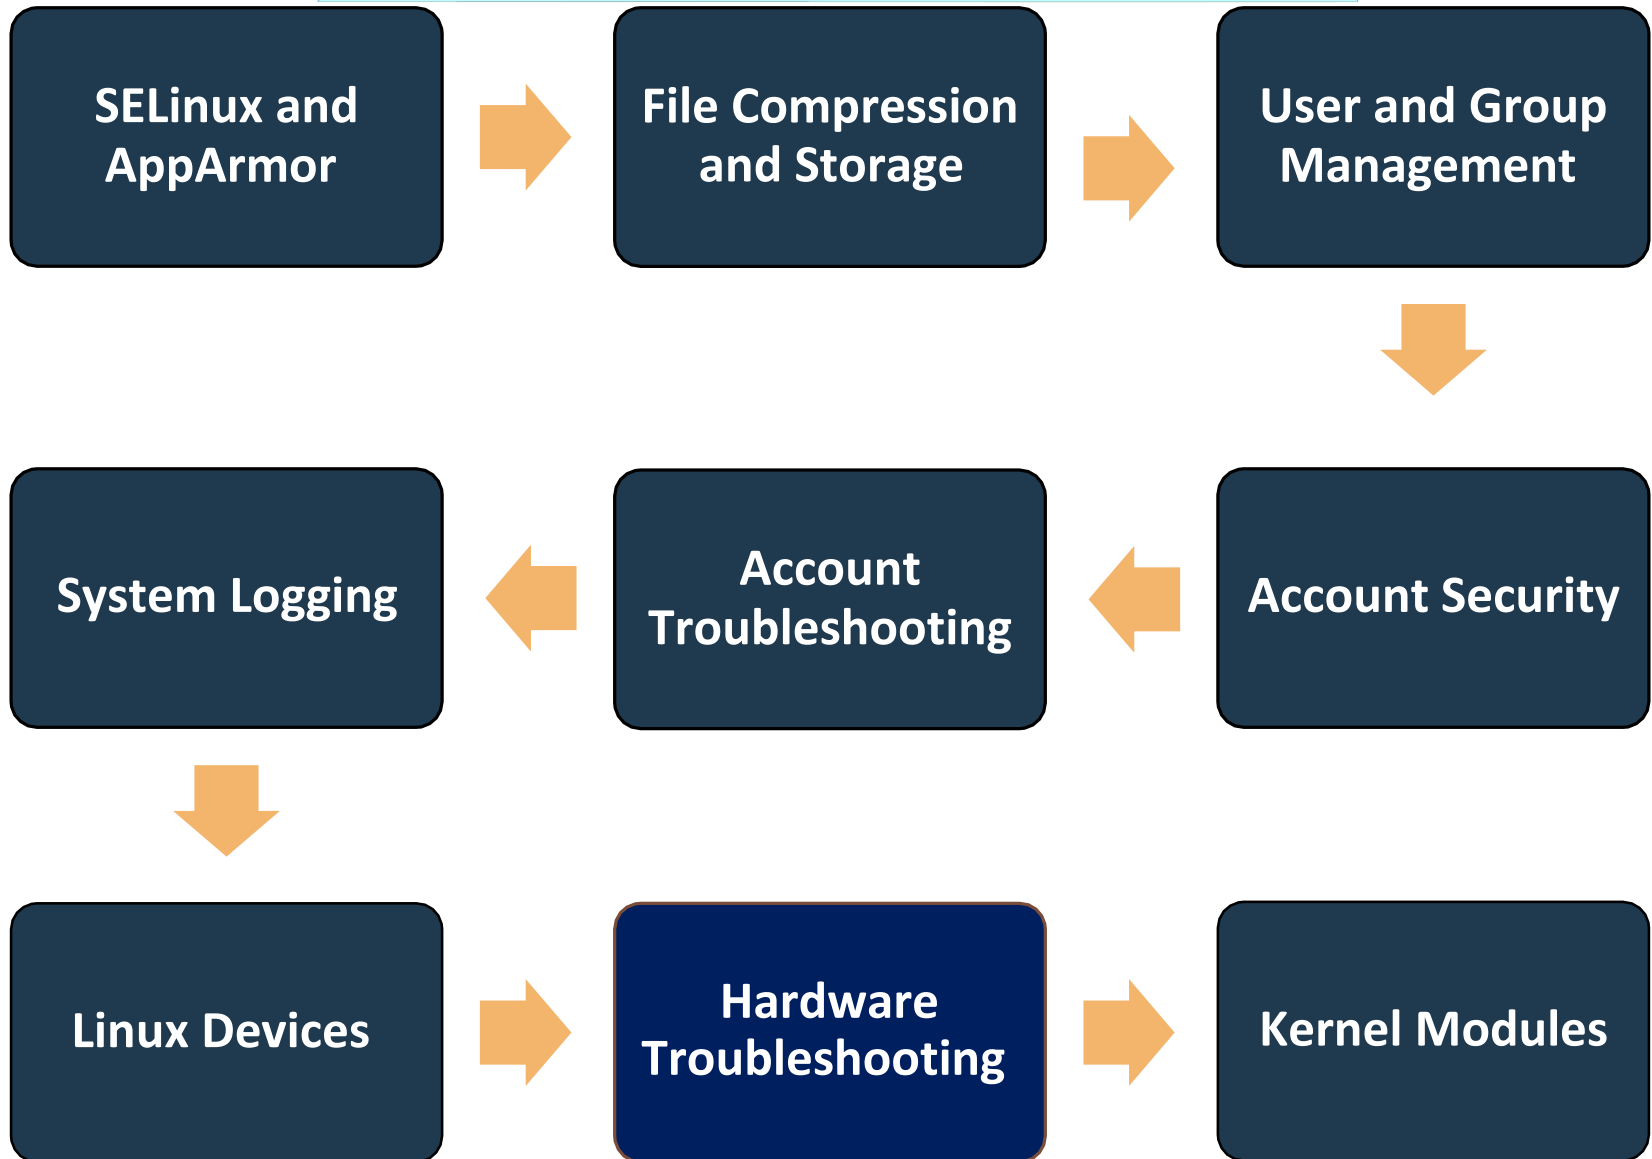 SELinux and
AppArmor
File Compression
and Storage
User and Group
Management
System Logging
Account
Troubleshooting
Account Security
Linux Devices
Hardware
Troubleshooting
Kernel Modules